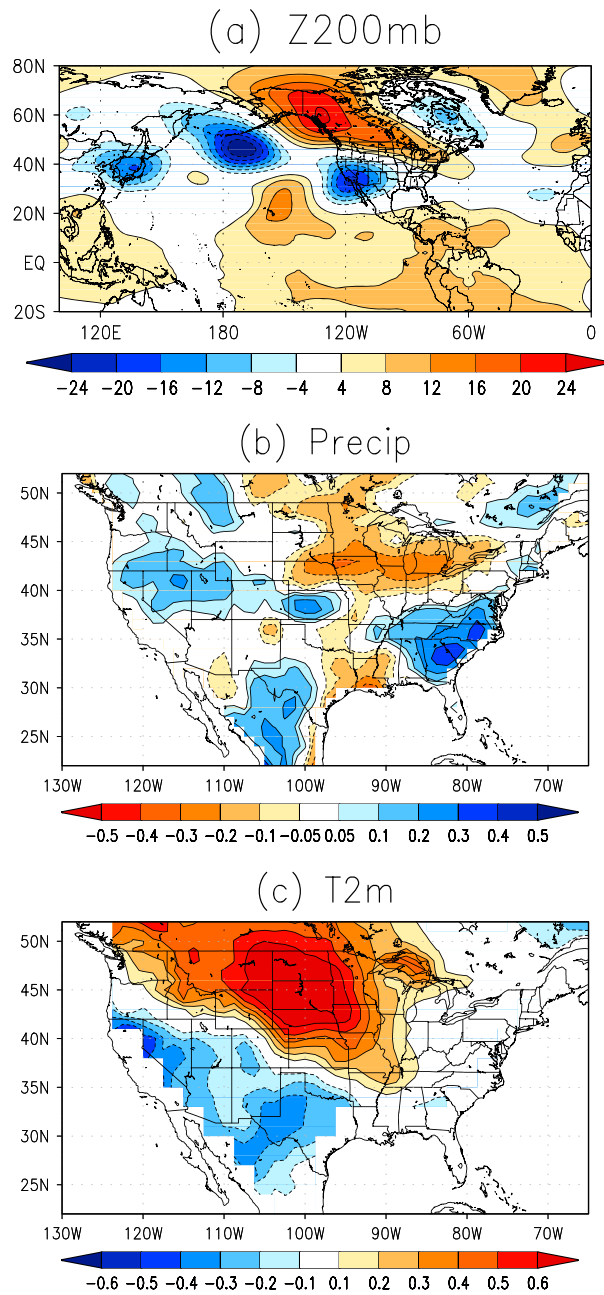 (a) Z200mb
80N
60N
40N
20N
EQ
20S
120E 180 120W 60W 0
-24 -20 -16 -12 -8 -4 4 8 12 16 20 24
(b) Precip
50N
45N
40N
35N
30N
25N
130W 120W 110W 100W 90W 80W 70W
-0.5 -0.4 -0.3 -0.2 -0.1 -0.05 0.05 0.1 0.2 0.3 0.4 0.5
(c) T2m
50N
45N
40N
35N
30N
25N
130W 120W 110W 100W 90W 80W 70W
-0.6 -0.5 -0.4 -0.3 -0.2 -0.1 0.1 0.2 0.3 0.4 0.5 0.6